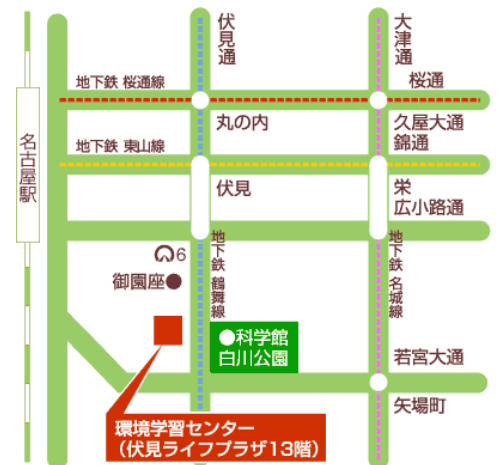 伏見通
大津通
地下鉄 桜通線
桜通
丸の内
久屋大通
錦通
地下鉄 東山線
名古屋駅
伏見
栄
広小路通
6
御園座
地下鉄 鶴舞線
地下鉄 名城線
科学館
白川公園
若宮大通
矢場町
環境学習センター
（伏見ライフプラザ13階）